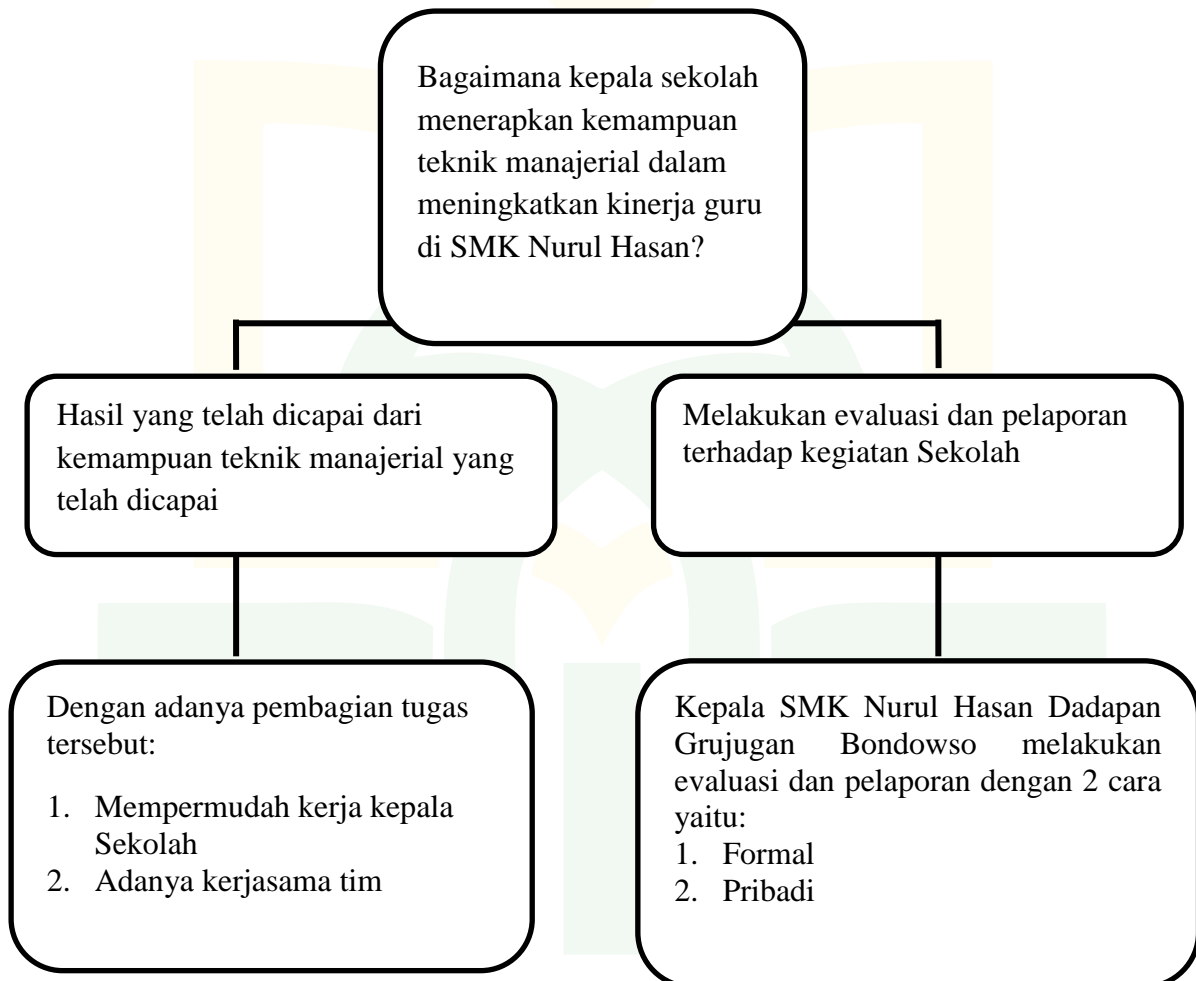 Bagaimana kepala sekolah
menerapkan kemampuan
teknik manajerial dalam
meningkatkan kinerja guru
di SMK Nurul Hasan?
Hasil yang telah dicapai dari
kemampuan teknik manajerial yang
telah dicapai
Melakukan evaluasi dan pelaporan
terhadap kegiatan Sekolah
Dengan adanya pembagian tugas
tersebut:
1. Mempermudah kerja kepala
Sekolah
2. Adanya kerjasama tim
Kepala SMK Nurul Hasan Dadapan
Grujugan Bondowso melakukan
evaluasi dan pelaporan dengan 2 cara
yaitu:
1. Formal
2. Pribadi